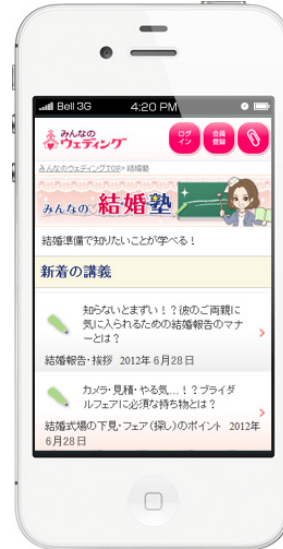 Bell 3G 4:20 PM
みんなの
ウェディング
ログ
イン
会員
登録
みんなのウェディングTOP>結婚塾
みんなの結婚塾
結婚準備で知りたいことが学べる!
新着の講義
知らないとまずい!?彼のご両親に
気に入られるための結婚報告のマナ
ーとは?
結婚報告・挨拶 2012年6月28日
カメラ・見積・やる気…!?ブライダ
ルフェアに必須な持ち物とは?
結婚式場の下見・フェア(探し)のポイント 2012年
6月28日